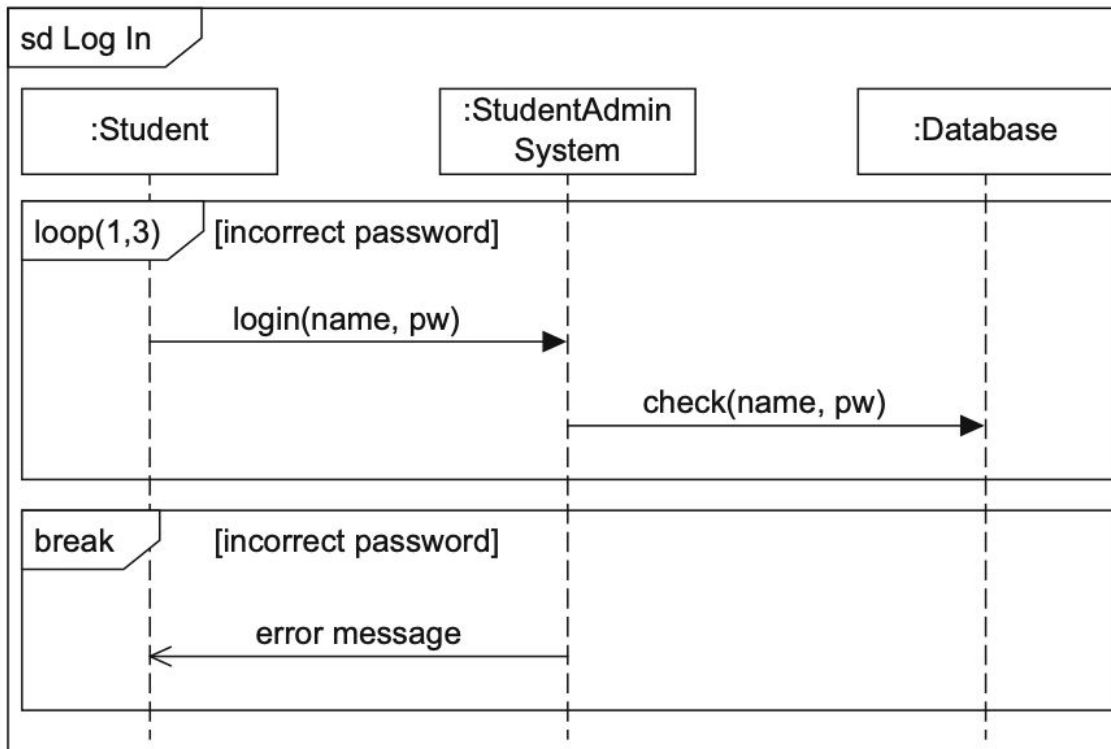 sd Log In
:Student
:StudentAdmin
System
:Database
loop(1,3)
[incorrect password]
login(name, pw)
check(name, pw)
break
[incorrect password]
error message